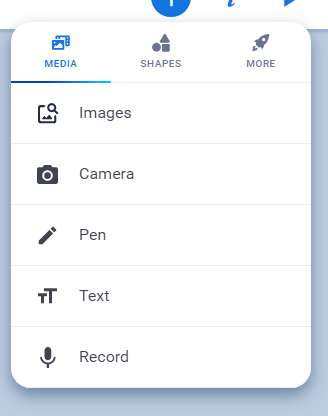 MEDIA SHAPES MORE
Images
Camera
Pen
Text
Record